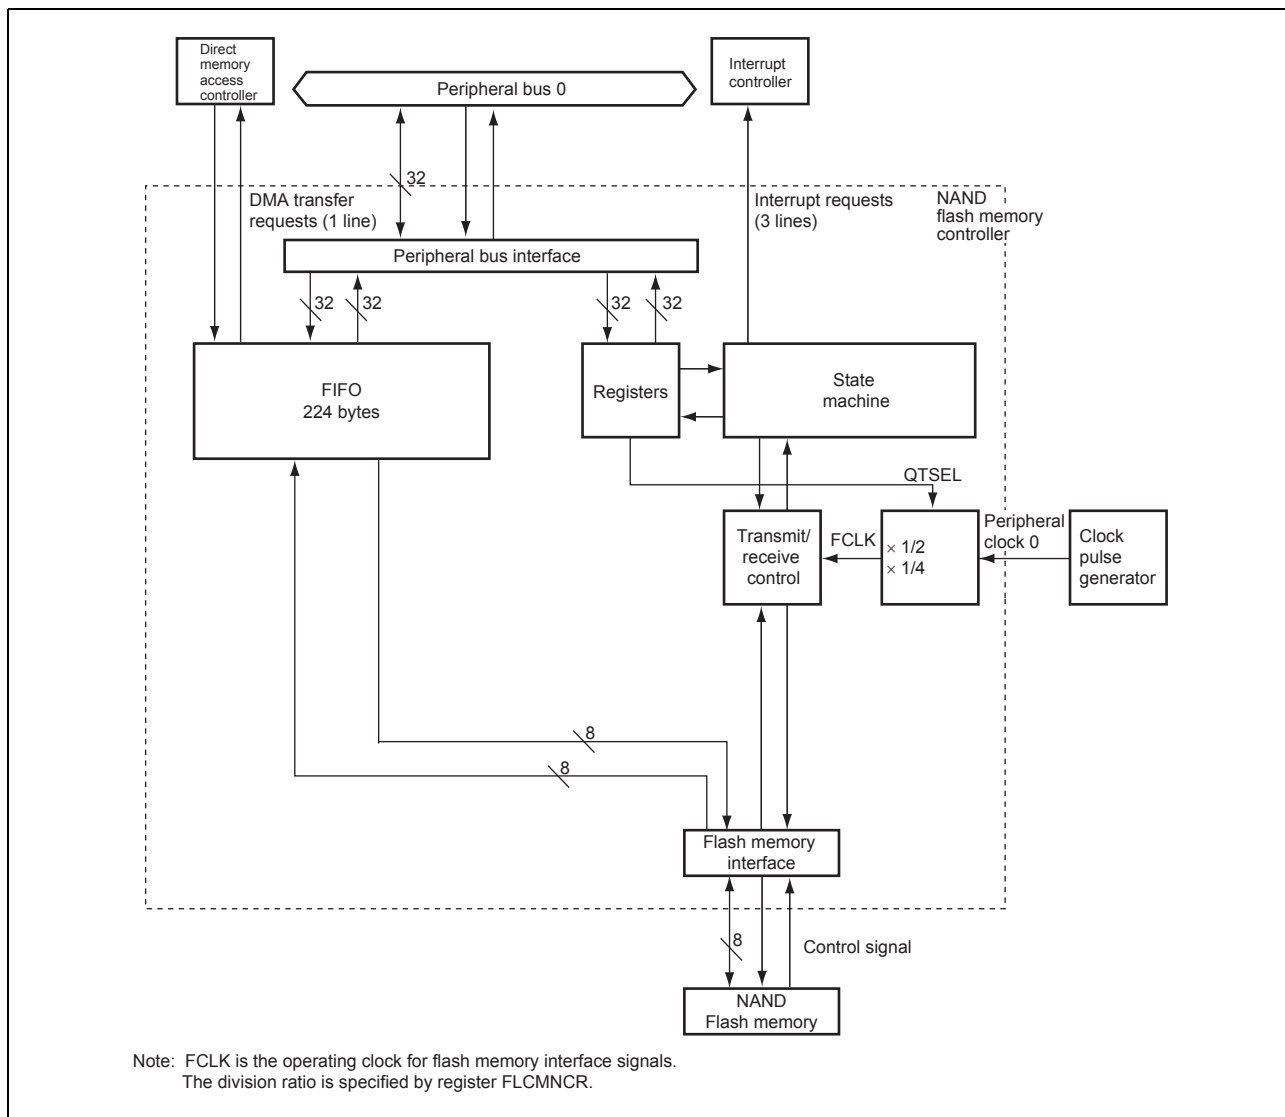 Direct
memory
access
controller
Peripheral bus 0
Interrupt
controller
32
DMA transfer
requests (1 line)
Interrupt requests
(3 lines)
NAND
flash memory
controller
Peripheral bus interface
32
32
32
32
FIFO
224 bytes
Registers
State
machine
QTSEL
Transmit/
receive
control
FCLK
× 1/2
× 1/4
Peripheral
clock 0
Clock
pulse
generator
8
8
Flash memory
interface
8
Control signal
NAND
Flash memory
Note: FCLK is the operating clock for flash memory interface signals.
The division ratio is specified by register FLCMNCR.